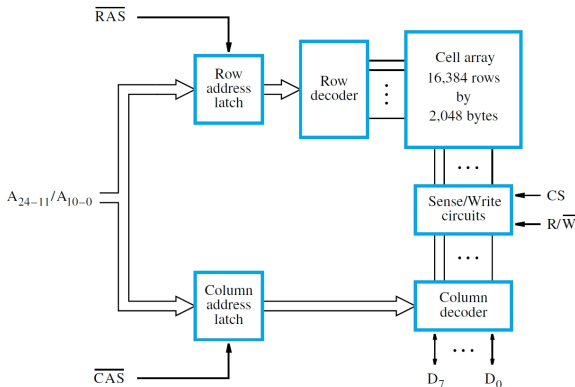 RAS
Row
address
latch
Row
decoder
Cell array
16,384 rows
by
2,048 bytes
A24–11/A10–0
Sense/Write
circuits
CS
R/W
Column
address
latch
Column
decoder
CAS
D7
D0